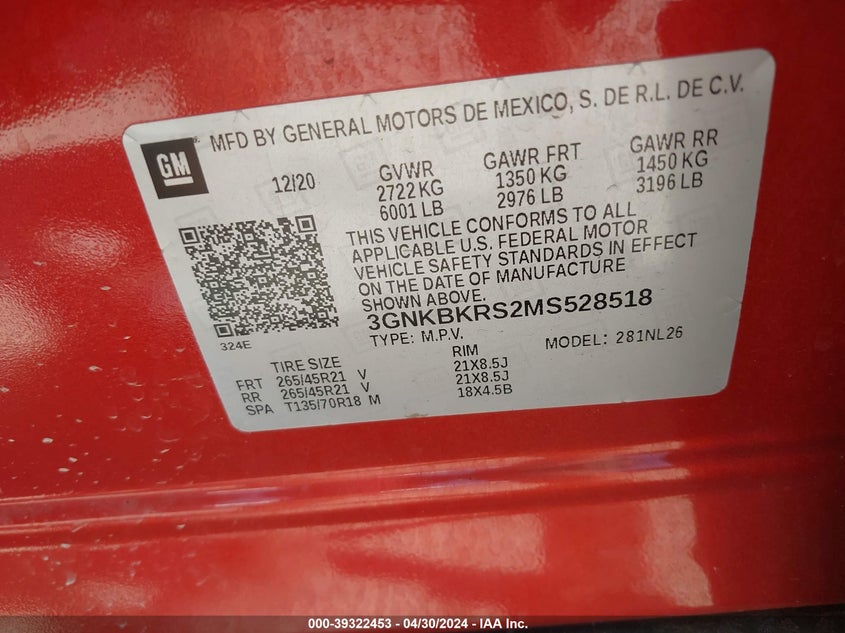 MFD BY GENERAL MOTORS DE MEXICO, S. DE R.L. DE C.V.
GM ®
12/20
GVWR GAWR FRT GAWR RR
2722 KG 1350 KG 1450 KG
6001 LB 2976 LB 3196 LB
THIS VEHICLE CONFORMS TO ALL
APPLICABLE U.S. FEDERAL MOTOR
VEHICLE SAFETY STANDARDS IN EFFECT
ON THE DATE OF MANUFACTURE
SHOWN ABOVE.
3GNKBKRS2MS528518
324E
TYPE: M.P.V. MODEL: 281NL26
TIRE SIZE RIM
FRT 265/45R21 V 21X8.5J
RR 265/45R21 V 21X8.5J
SPA T135/70R18 M 18X4.5B
000-39322453 - 04/30/2024 - IAA Inc.